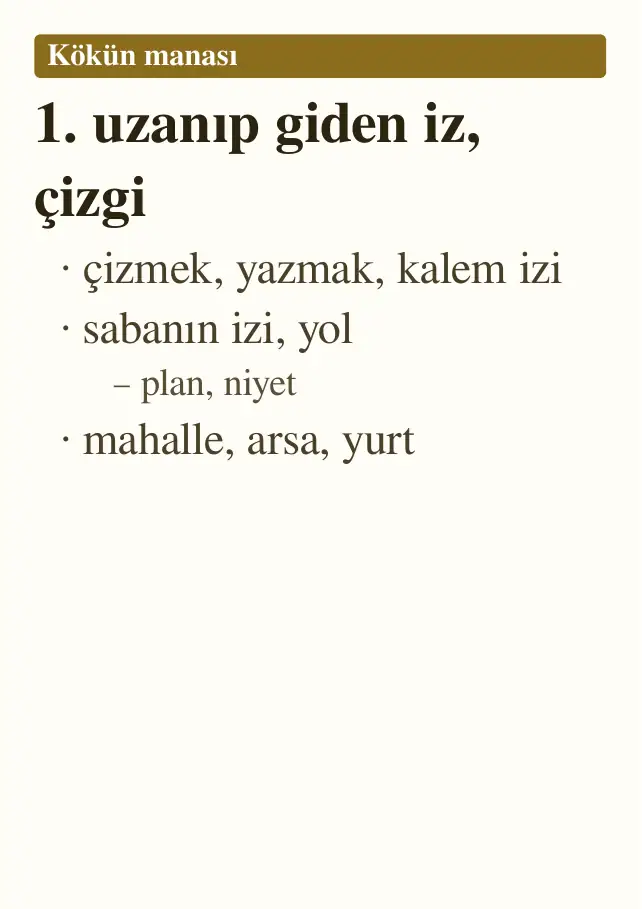 Kökün manası
1. uzanıp giden iz,
çizgi
· çizmek, yazmak, kalem izi
· sabanın izi, yol
– plan, niyet
· mahalle, arsa, yurt